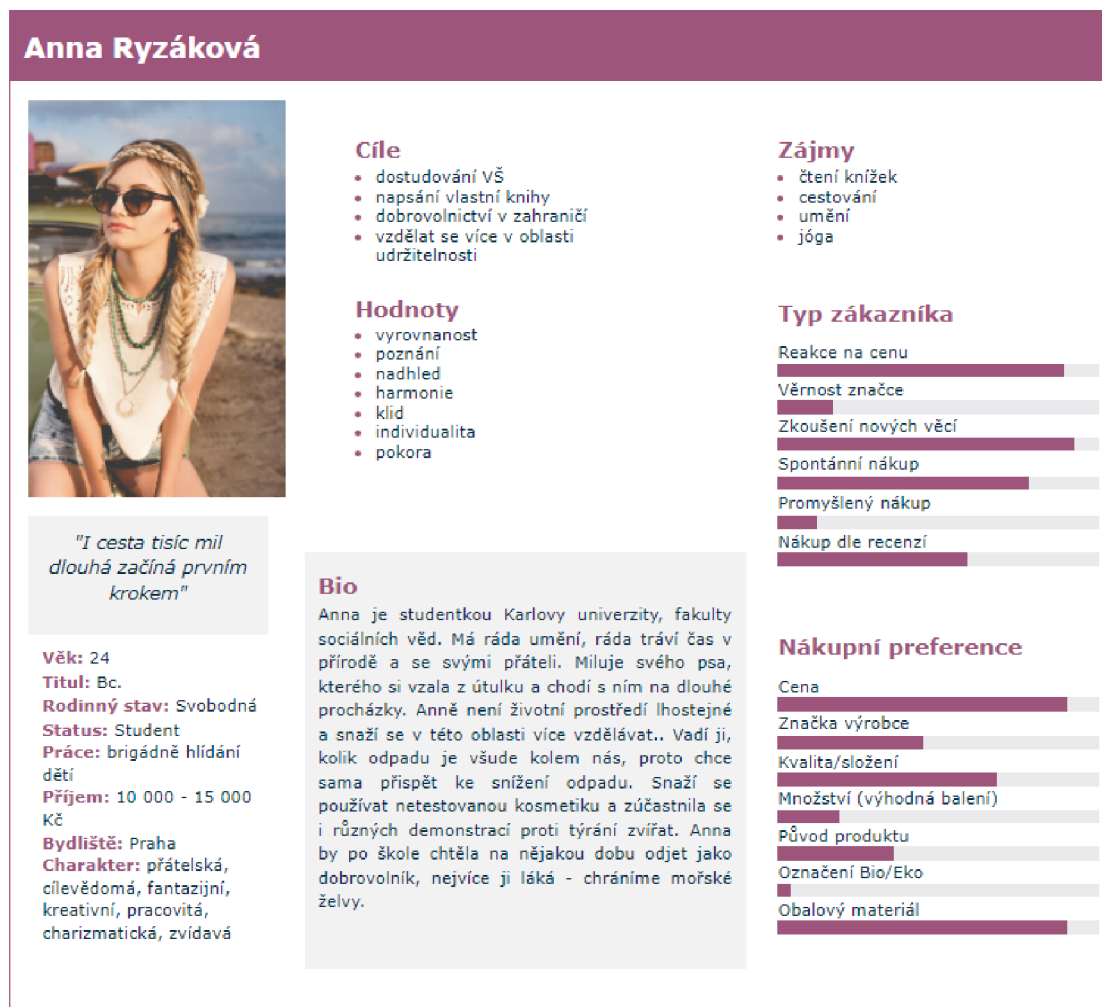 Anna Ryzáková
"I cesta tisíc mil
dlouhá začíná prvním
krokem"
Věk: 24
Titul: Bc.
Rodinný stav: Svobodná
Status: Student
Práce: brigádně hlídání
dětí
Příjem: 10 000 - 15 000
Kč
Bydliště: Praha
Charakter: přátelská,
cílevědomá, fantazijní,
kreativní, pracovitá,
charizmatická, zvídavá
Cíle
• dostudování VŠ
• napsání vlastní knihy
• dobrovolnictví v zahraničí
• vzdělat se více v oblasti
udržitelnosti
Hodnoty
• vyrovnanost
• poznání
• nadhled
• harmonie
• klid
• individualita
• pokora
Bio
Anna je studentkou Karlovy univerzity, fakulty
sociálních věd. Má ráda umění, ráda tráví čas v
přírodě a se svými přáteli. Miluje svého psa,
kterého si vzala z útulku a chodí s ním na dlouhé
procházky. Anně není životní prostředí lhostejné
a snaží se v této oblasti více vzdělávat.. Vadí ji,
kolik odpadu je všude kolem nás, proto chce
sama přispět ke snížení odpadu. Snaží se
používat netestovanou kosmetiku a zúčastnila se
i různých demonstrací proti týrání zvířat. Anna
by po škole chtěla na nějakou dobu odjet jako
dobrovolník, nejvíce ji láká - chráníme mořské
želvy.
Zájmy
• čtení knížek
• cestování
• umění
• jóga
Typ zákazníka
Reakce na cenu
Věrnost značce
Zkoušení nových věcí
Spontánní nákup
Promyšlený nákup
Nákup dle recenzí
Nákupní preference
Cena
Značka výrobce
Kvalita/složení
Množství (výhodná balení)
Původ produktu
Označení Bio/Eko
Obalový materiál